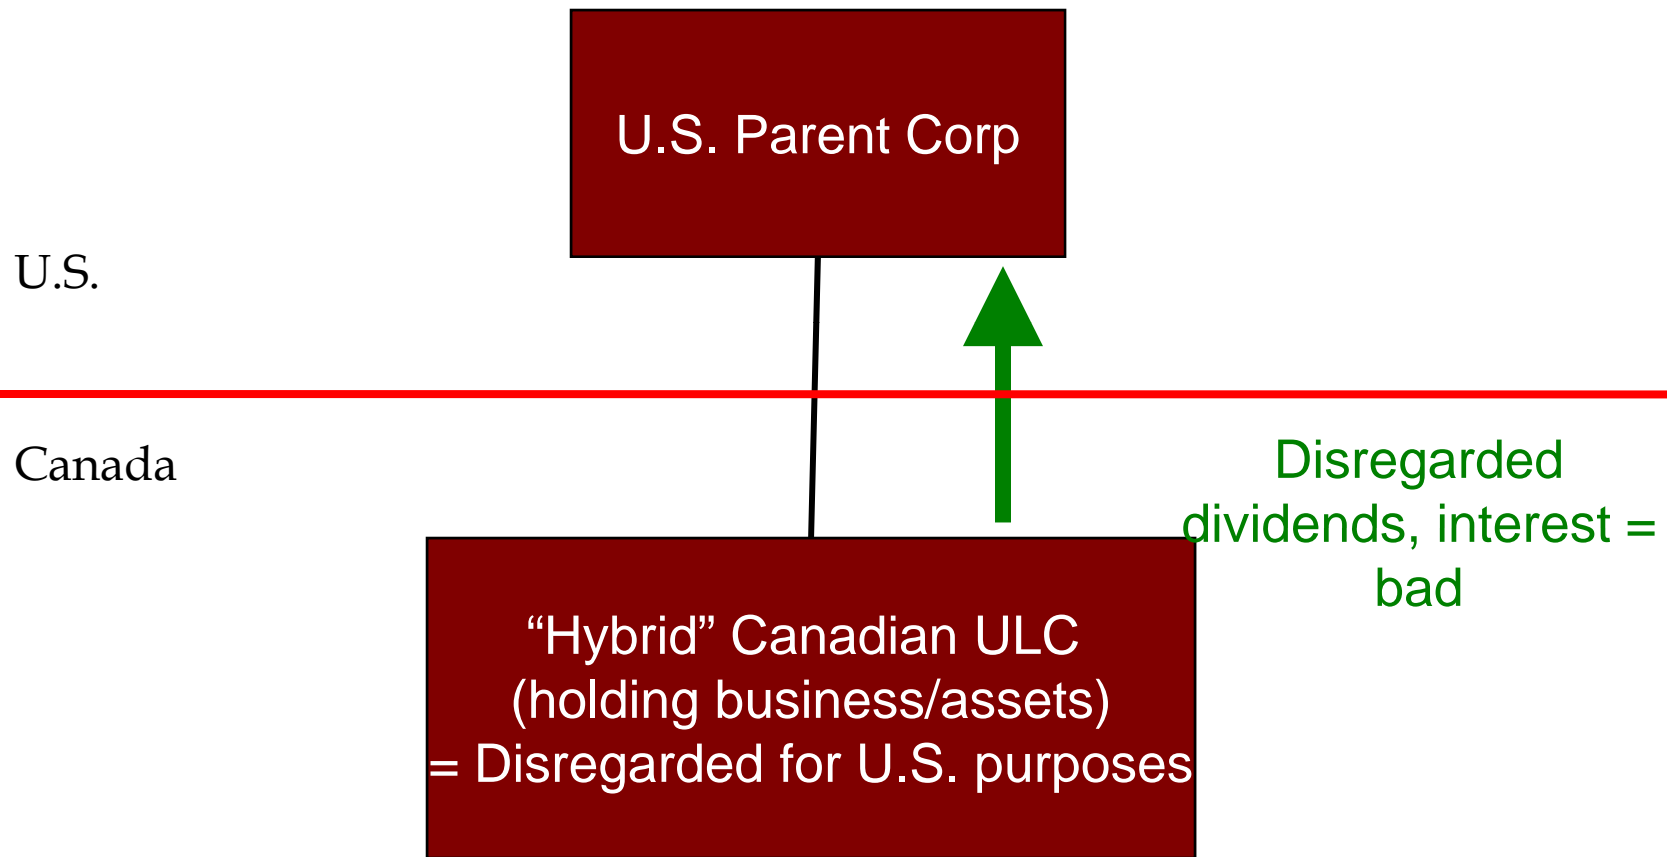 U.S. Parent Corp
U.S.
Canada
Disregarded
dividends, interest =
bad
“Hybrid” Canadian ULC
(holding business/assets)
= Disregarded for U.S. purposes